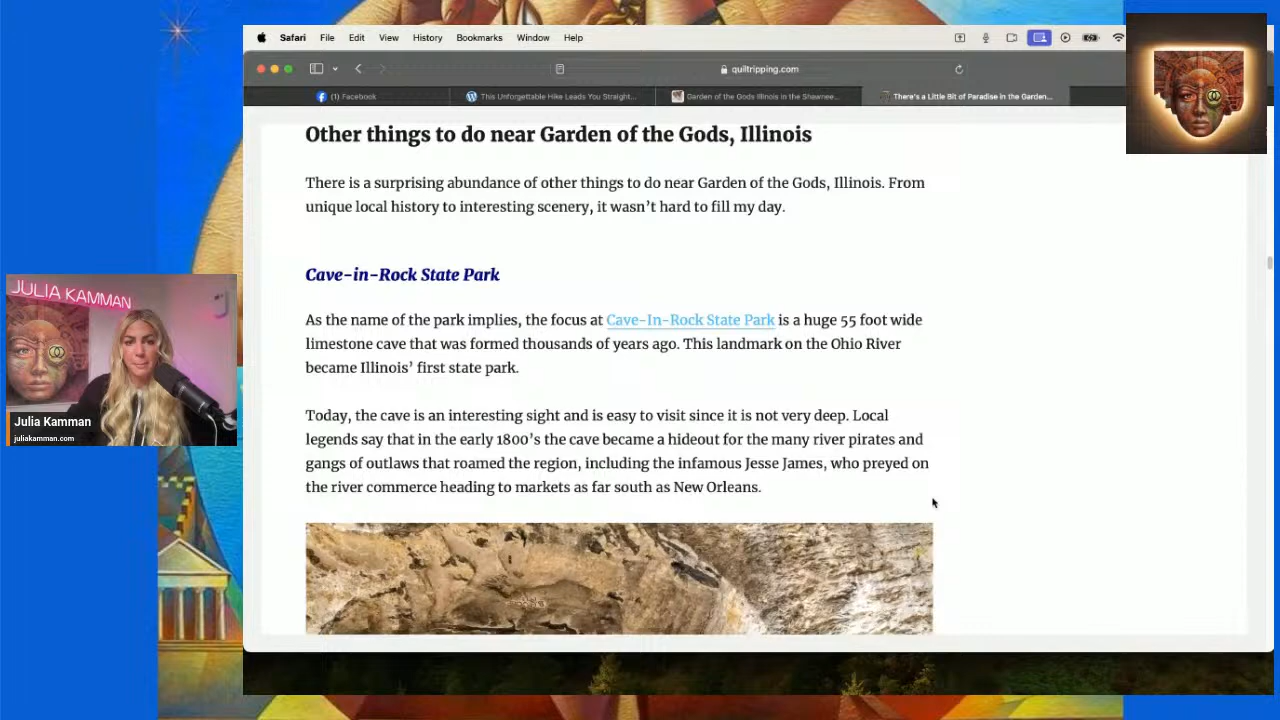 Safari File Edit View History Bookmarks Window Help
quiltripping.com
(1) Facebook
This Unforgettable Hike Leads You Straight...
Garden of the Gods Illinois in the Shawnee...
There's a Little Bit of Paradise in the Garden...
Other things to do near Garden of the Gods, Illinois
There is a surprising abundance of other things to do near Garden of the Gods, Illinois. From
unique local history to interesting scenery, it wasn't hard to fill my day.
Cave-in-Rock State Park
As the name of the park implies, the focus at Cave-In-Rock State Park is a huge 55 foot wide
limestone cave that was formed thousands of years ago. This landmark on the Ohio River
became Illinois' first state park.
Today, the cave is an interesting sight and is easy to visit since it is not very deep. Local
legends say that in the early 1800's the cave became a hideout for the many river pirates and
gangs of outlaws that roamed the region, including the infamous Jesse James, who preyed on
the river commerce heading to markets as far south as New Orleans.
JULIA KAMMAN
Julia Kamman
juliakamman.com